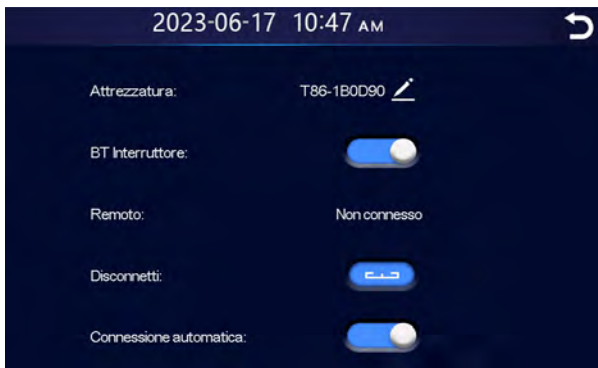 2023-06-17 10:47 AM
Attrezzatura: T86-1B0D90
BT Interruttore:
Remoto: Non connesso
Disconnetti:
Connessione automatica: